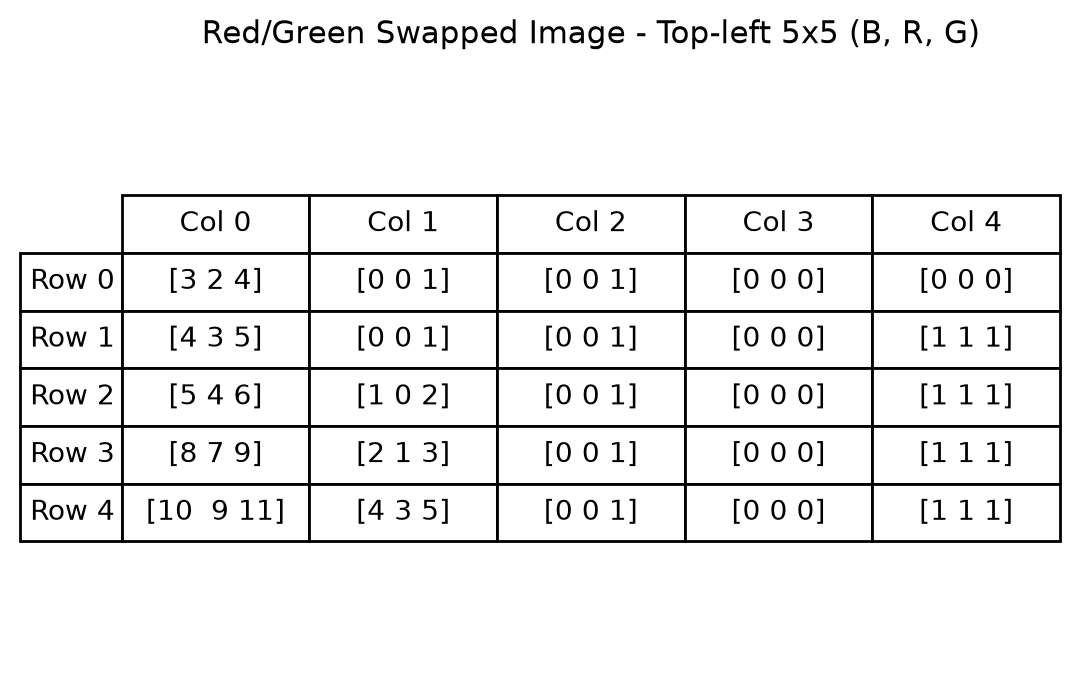 Red/Green Swapped Image - Top-left 5x5 (B, R, G)
Col 0 Col 1 Col 2 Col 3 Col 4
Row 0 [3 2 4] [0 0 1] [0 0 1] [0 0 0] [0 0 0]
Row 1 [4 3 5] [0 0 1] [0 0 1] [0 0 0] [1 1 1]
Row 2 [5 4 6] [1 0 2] [0 0 1] [0 0 0] [1 1 1]
Row 3 [8 7 9] [2 1 3] [0 0 1] [0 0 0] [1 1 1]
Row 4 [10  9 11] [4 3 5] [0 0 1] [0 0 0] [1 1 1]